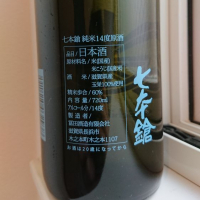 七本鎗 純米14度原酒
品目 日本酒
原材料名/米(国産)
米こうじ(国産米)
原料米/滋賀県産
玉栄100%使用
精米歩合/60%
内容量/720ml
アルコール分/14度
製造者
冨田酒造有限会社
滋賀県長浜市
木之本町木之本1107
お酒は20歳になってから
七本鎗